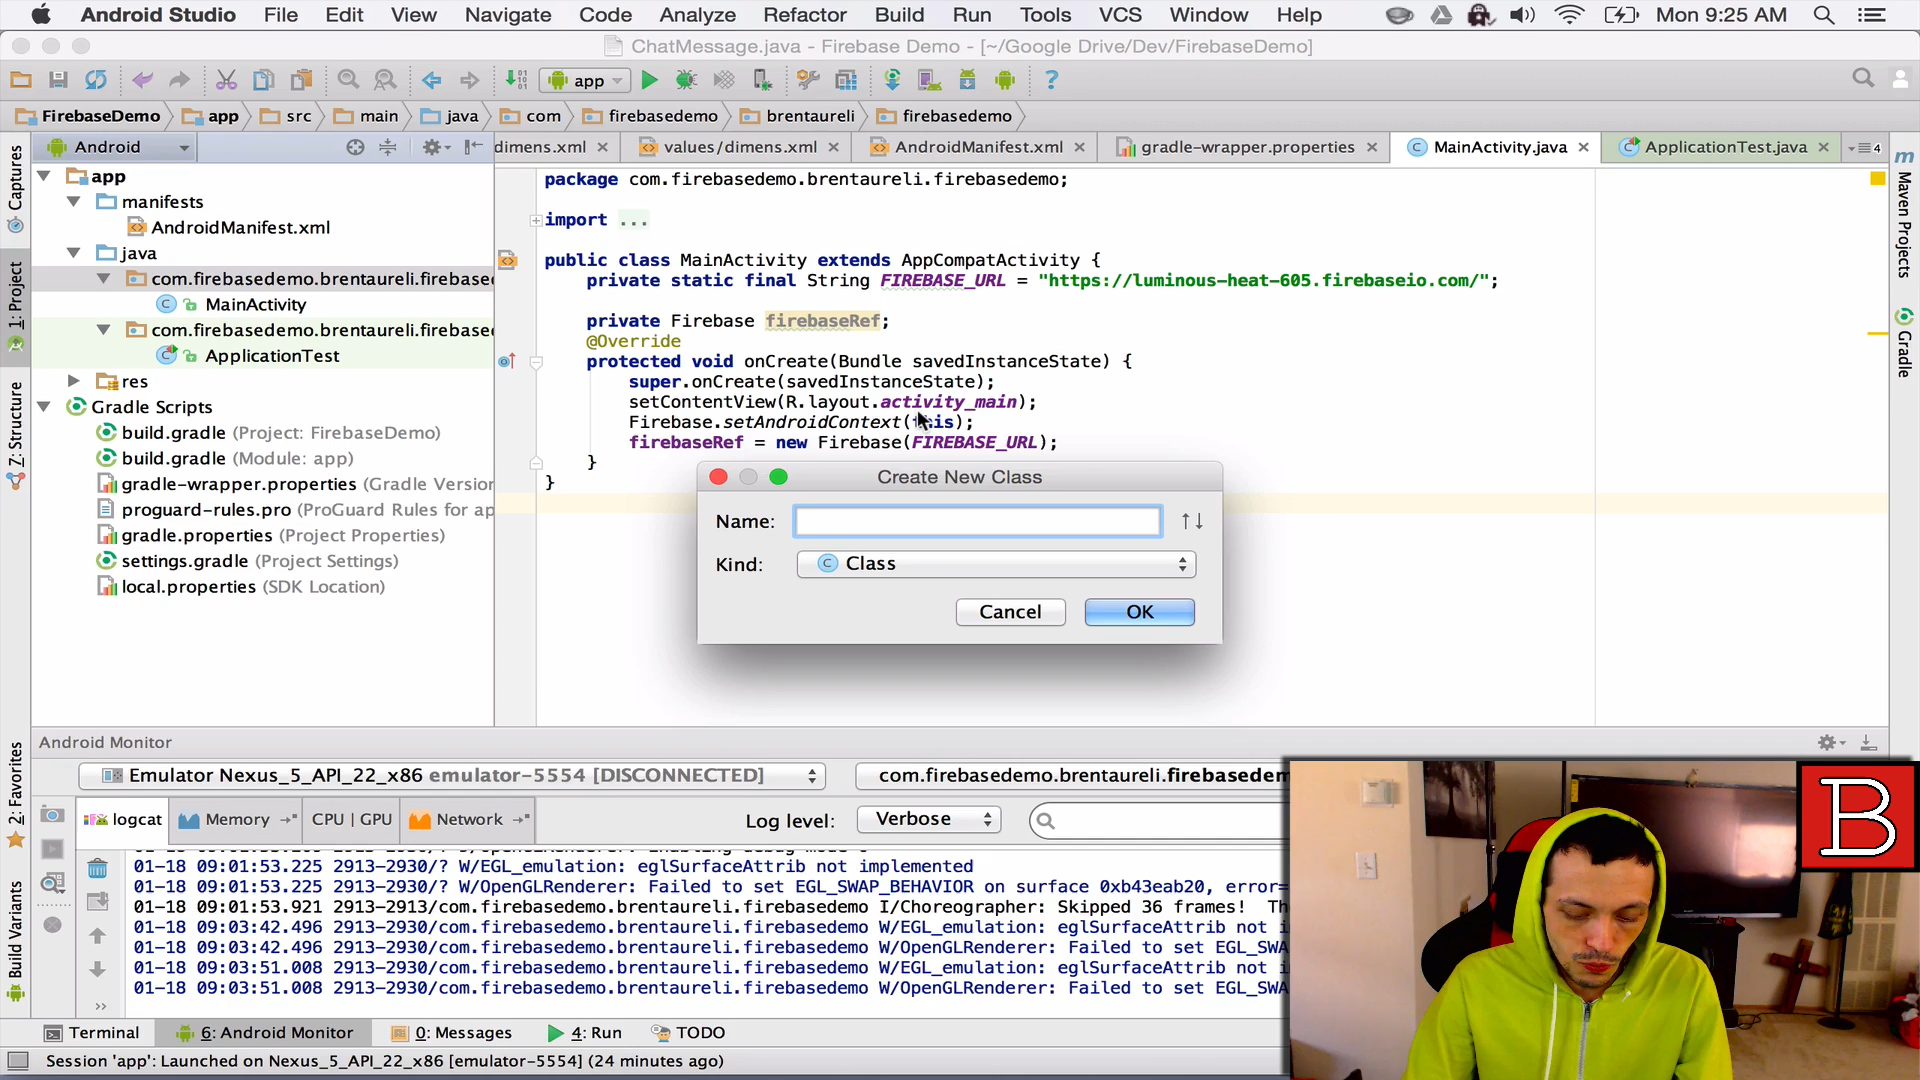 Android Studio File Edit View Navigate Code Analyze Refactor Build Run Tools VCS Window Help Mon 9:25 AM
ChatMessage.java - Firebase Demo - [~/Google Drive/Dev/FirebaseDemo]
app
FirebaseDemo app src main java com firebasedemo brentaureli firebasedemo
Android
dimens.xml values/dimens.xml AndroidManifest.xml gradle-wrapper.properties MainActivity.java ApplicationTest.java 4
Captures
1: Project
Z: Structure
2: Favorites
Build Variants
Maven Projects
Gradle
app
manifests
AndroidManifest.xml
java
com.firebasedemo.brentaureli.firebase
MainActivity
com.firebasedemo.brentaureli.firebase
ApplicationTest
res
Gradle Scripts
build.gradle (Project: FirebaseDemo)
build.gradle (Module: app)
gradle-wrapper.properties (Gradle Version
proguard-rules.pro (ProGuard Rules for ap
gradle.properties (Project Properties)
settings.gradle (Project Settings)
local.properties (SDK Location)
package com.firebasedemo.brentaureli.firebasedemo;
import ...
public class MainActivity extends AppCompatActivity {
private static final String FIREBASE_URL = "https://luminous-heat-605.firebaseio.com/";
private Firebase firebaseRef;
@Override
protected void onCreate(Bundle savedInstanceState) {
super.onCreate(savedInstanceState);
setContentView(R.layout.activity_main);
Firebase.setAndroidContext(this);
firebaseRef = new Firebase(FIREBASE_URL);
}
}
Create New Class
Name:
Kind: Class
Cancel OK
Android Monitor
Emulator Nexus_5_API_22_x86 emulator-5554 [DISCONNECTED] com.firebasedemo.brentaureli.firebasedem
logcat Memory CPU | GPU Network Log level: Verbose
01-18 09:01:53.225 2913-2930/? W/EGL_emulation: eglSurfaceAttrib not implemented
01-18 09:01:53.225 2913-2930/? W/OpenGLRenderer: Failed to set EGL_SWAP_BEHAVIOR on surface 0xb43eab20, error=
01-18 09:01:53.921 2913-2913/com.firebasedemo.brentaureli.firebasedemo I/Choreographer: Skipped 36 frames! Th
01-18 09:03:42.496 2913-2930/com.firebasedemo.brentaureli.firebasedemo W/EGL_emulation: eglSurfaceAttrib not i
01-18 09:03:42.496 2913-2930/com.firebasedemo.brentaureli.firebasedemo W/OpenGLRenderer: Failed to set EGL_SWA
01-18 09:03:51.008 2913-2930/com.firebasedemo.brentaureli.firebasedemo W/EGL_emulation: eglSurfaceAttrib not i
01-18 09:03:51.008 2913-2930/com.firebasedemo.brentaureli.firebasedemo W/OpenGLRenderer: Failed to set EGL_SWA
Terminal 6: Android Monitor 0: Messages 4: Run TODO
Session 'app': Launched on Nexus_5_API_22_x86 [emulator-5554] (24 minutes ago)
B